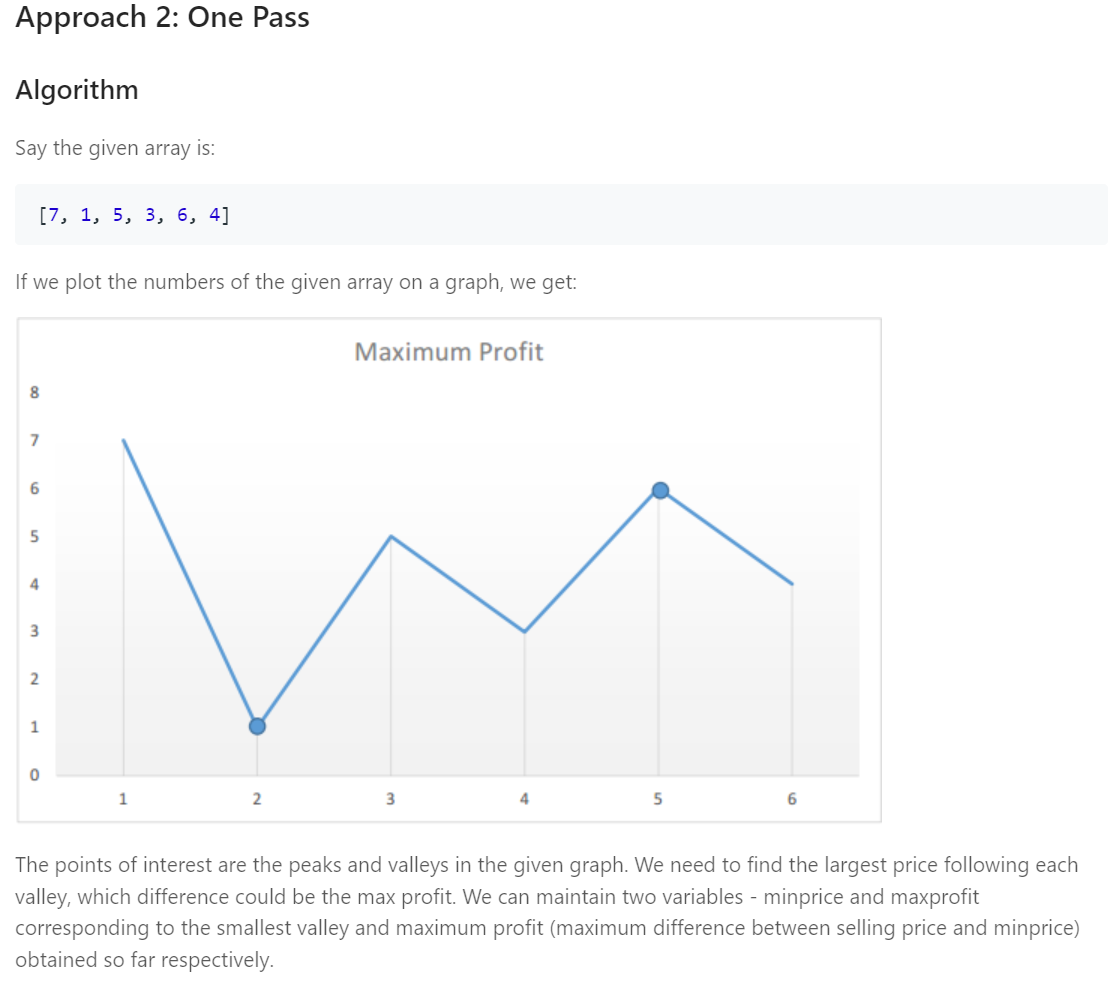 Approach 2: One Pass
Algorithm
Say the given array is:
[7, 1, 5, 3, 6, 4]
If we plot the numbers of the given array on a graph, we get:
Maximum Profit
8
7
6
5
4
3
2
1
0
1 2 3 4 5 6
The points of interest are the peaks and valleys in the given graph. We need to find the largest price following each
valley, which difference could be the max profit. We can maintain two variables - minprice and maxprofit
corresponding to the smallest valley and maximum profit (maximum difference between selling price and minprice)
obtained so far respectively.